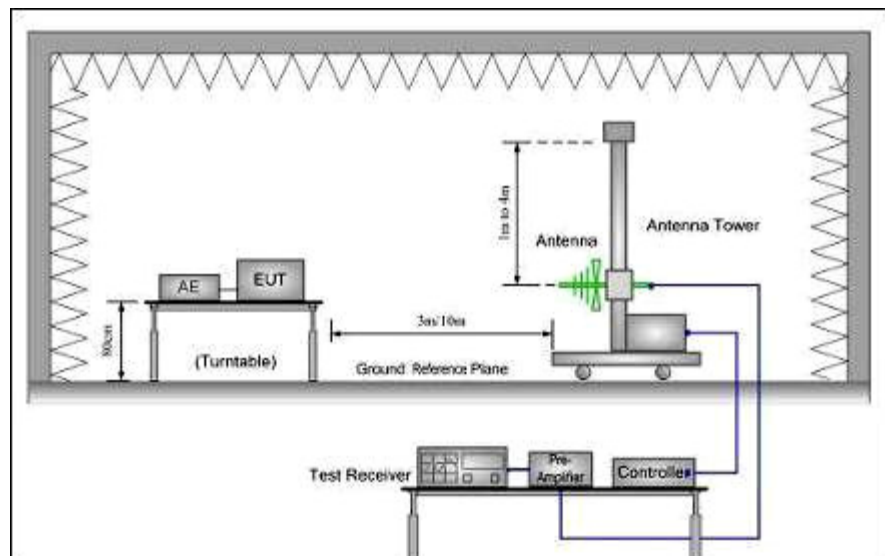 1m to 4m
Antenna
Antenna Tower
AE
EUT
80cm
3m/10m
(Turntable)
Ground Reference Plane
Test Receiver
Pre-
Amplifier
Controller